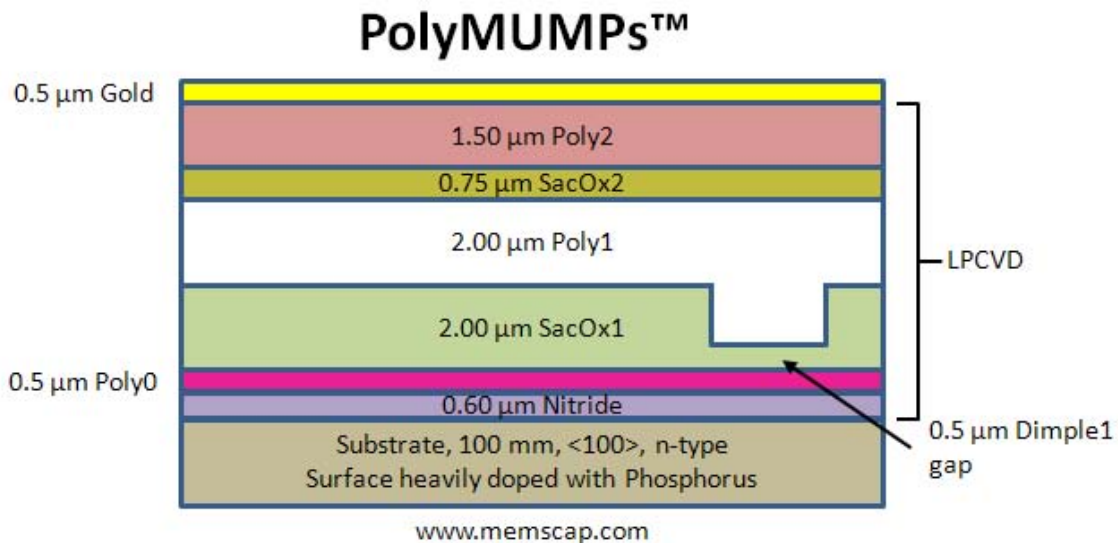 PolyMUMPs™
0.5 µm Gold
1.50 µm Poly2
0.75 µm SacOx2
2.00 µm Poly1
LPCVD
2.00 µm SacOx1
0.5 µm Poly0
0.60 µm Nitride
0.5 µm Dimple1
gap
Substrate, 100 mm, <100>, n-type
Surface heavily doped with Phosphorus
www.memscap.com